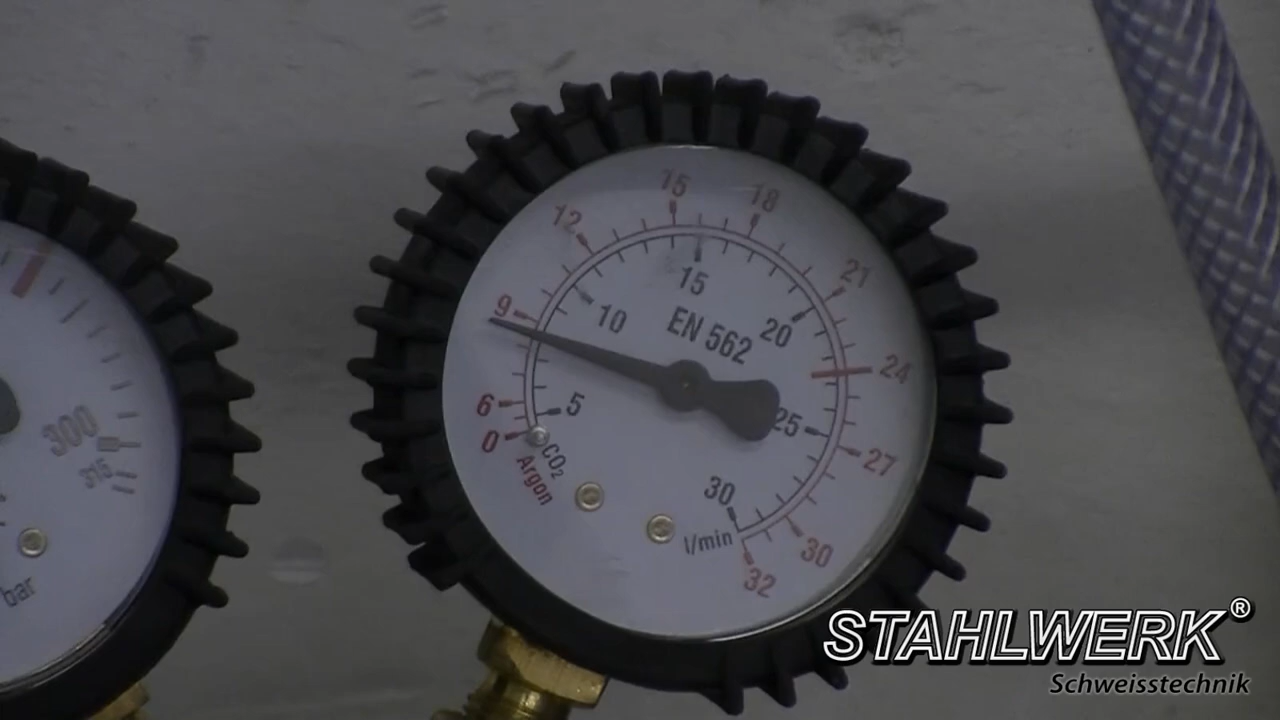 15
18
12
21
9
10
15
20
EN 562
24
6
5
25
27
0
CO₂
Argon
30
l/min
30
32
300
315
bar
STAHLWERK®
Schweisstechnik